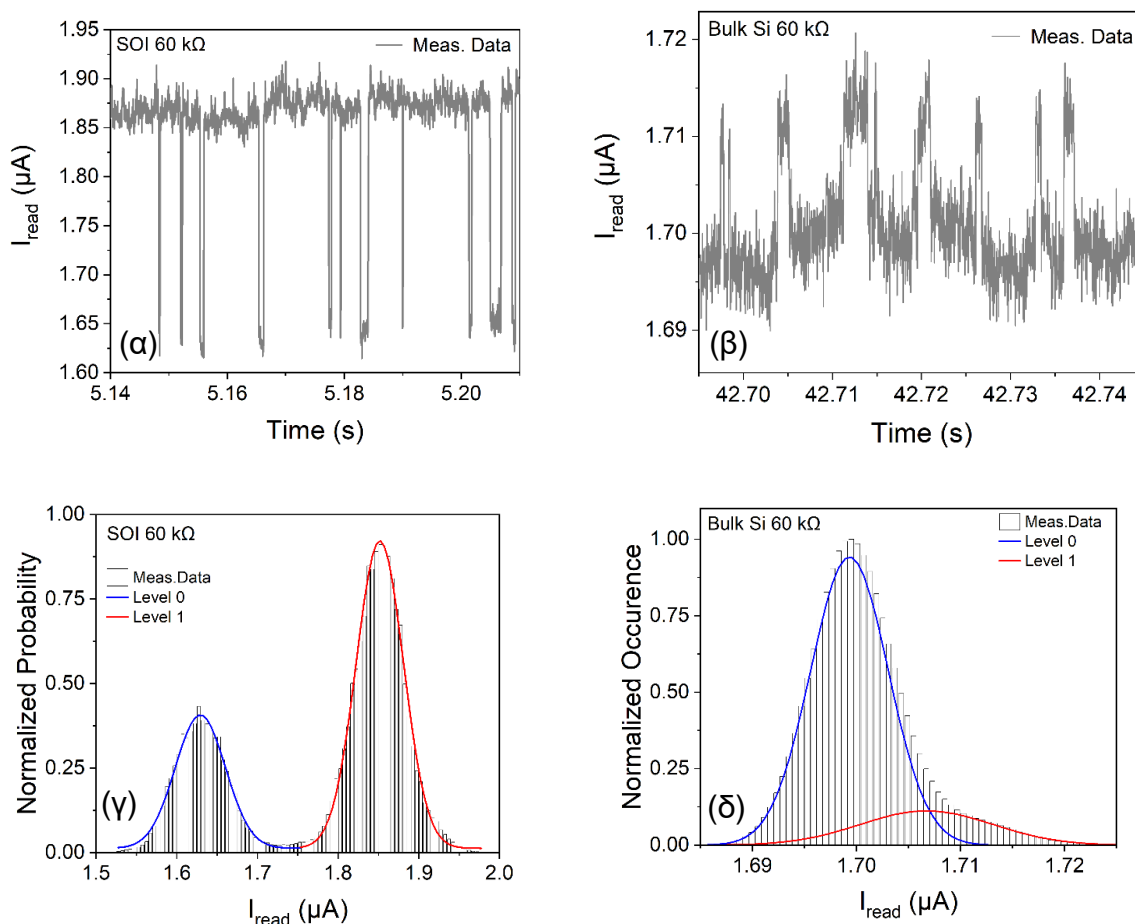 SOI 60 kΩ
Meas. Data
1.95
1.90
1.85
1.80
1.75
1.70
1.65
1.60
I_read (µA)
(α)
5.14
5.16
5.18
5.20
Time (s)
Bulk Si 60 kΩ
Meas. Data
1.72
1.71
1.70
1.69
I_read (µA)
(β)
42.70
42.71
42.72
42.73
42.74
Time (s)
SOI 60 kΩ
Meas.Data
Level 0
Level 1
1.00
0.75
0.50
0.25
0.00
Normalized Probability
(γ)
1.5
1.6
1.7
1.8
1.9
2.0
I_read (µA)
Bulk Si 60 kΩ
Meas.Data
Level 0
Level 1
1.00
0.75
0.50
0.25
0.00
Normalized Occurence
(δ)
1.69
1.70
1.71
1.72
I_read (µA)